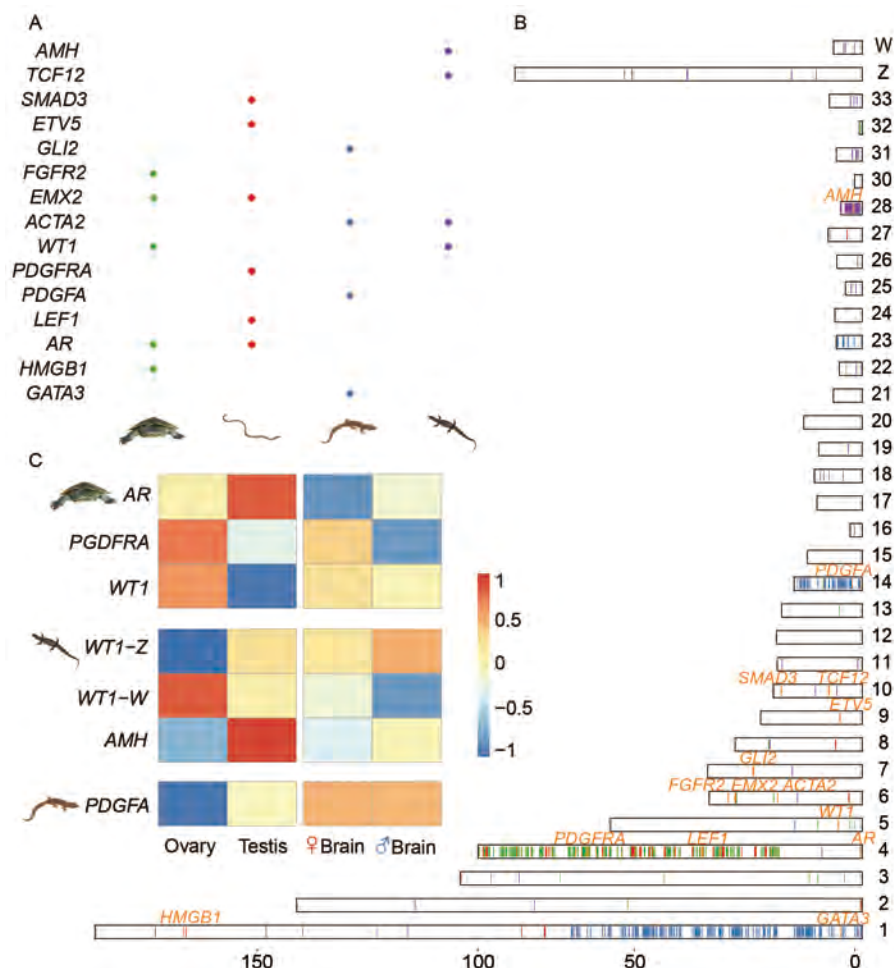 A
AMH
TCF12
SMAD3
ETV5
GLI2
FGFR2
EMX2
ACTA2
WT1
PDGFRA
PDGFA
LEF1
AR
HMGB1
GATA3
B
W
Z
33
32
31
30
AMH
28
27
26
25
24
23
22
21
20
19
18
17
16
15
PDGFA
14
13
12
11
SMAD3 TCF12
10
ETV5
9
8
GLI2
7
FGFR2 EMX2 ACTA2
6
WT1
5
PDGFRA LEF1 AR
4
3
2
HMGB1 GATA3
1
150 100 50 0
C
AR
PGDFRA
WT1
WT1-Z
WT1-W
AMH
PDGFA
Ovary Testis ♀Brain ♂Brain
1
0.5
0
−0.5
−1